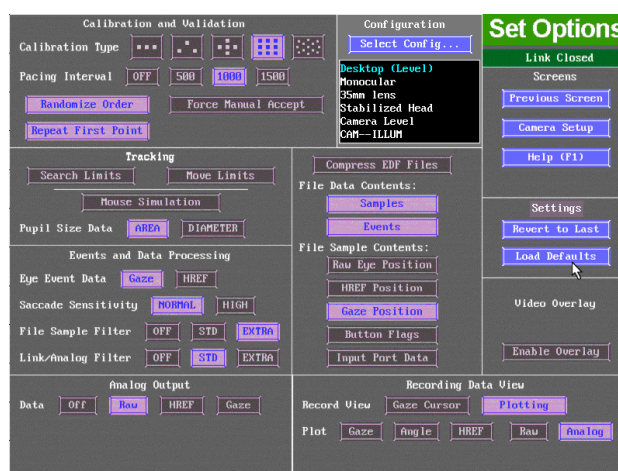 Calibration and Validation
Calibration Type
Pacing Interval OFF 500 1000 1500
Randomize Order Force Manual Accept
Repeat First Point
Configuration
Select Config...
Desktop (Level)
Monocular
35mm lens
Stabilized Head
Camera Level
CAM--ILLUM
Set Options
Link Closed
Screens
Previous Screen
Camera Setup
Help (F1)
Tracking
Search Limits Move Limits
Mouse Simulation
Pupil Size Data AREA DIAMETER
Compress EDF Files
File Data Contents:
Samples
Events
File Sample Contents:
Raw Eye Position
HREF Position
Gaze Position
Button Flags
Input Port Data
Settings
Revert to Last
Load Defaults
Events and Data Processing
Eye Event Data Gaze HREF
Saccade Sensitivity NORMAL HIGH
File Sample Filter OFF STD EXTRA
Link/Analog Filter OFF STD EXTRA
Video Overlay
Enable Overlay
Analog Output
Data Off Raw HREF Gaze
Recording Data View
Record View Gaze Cursor Plotting
Plot Gaze Angle HREF Raw Analog